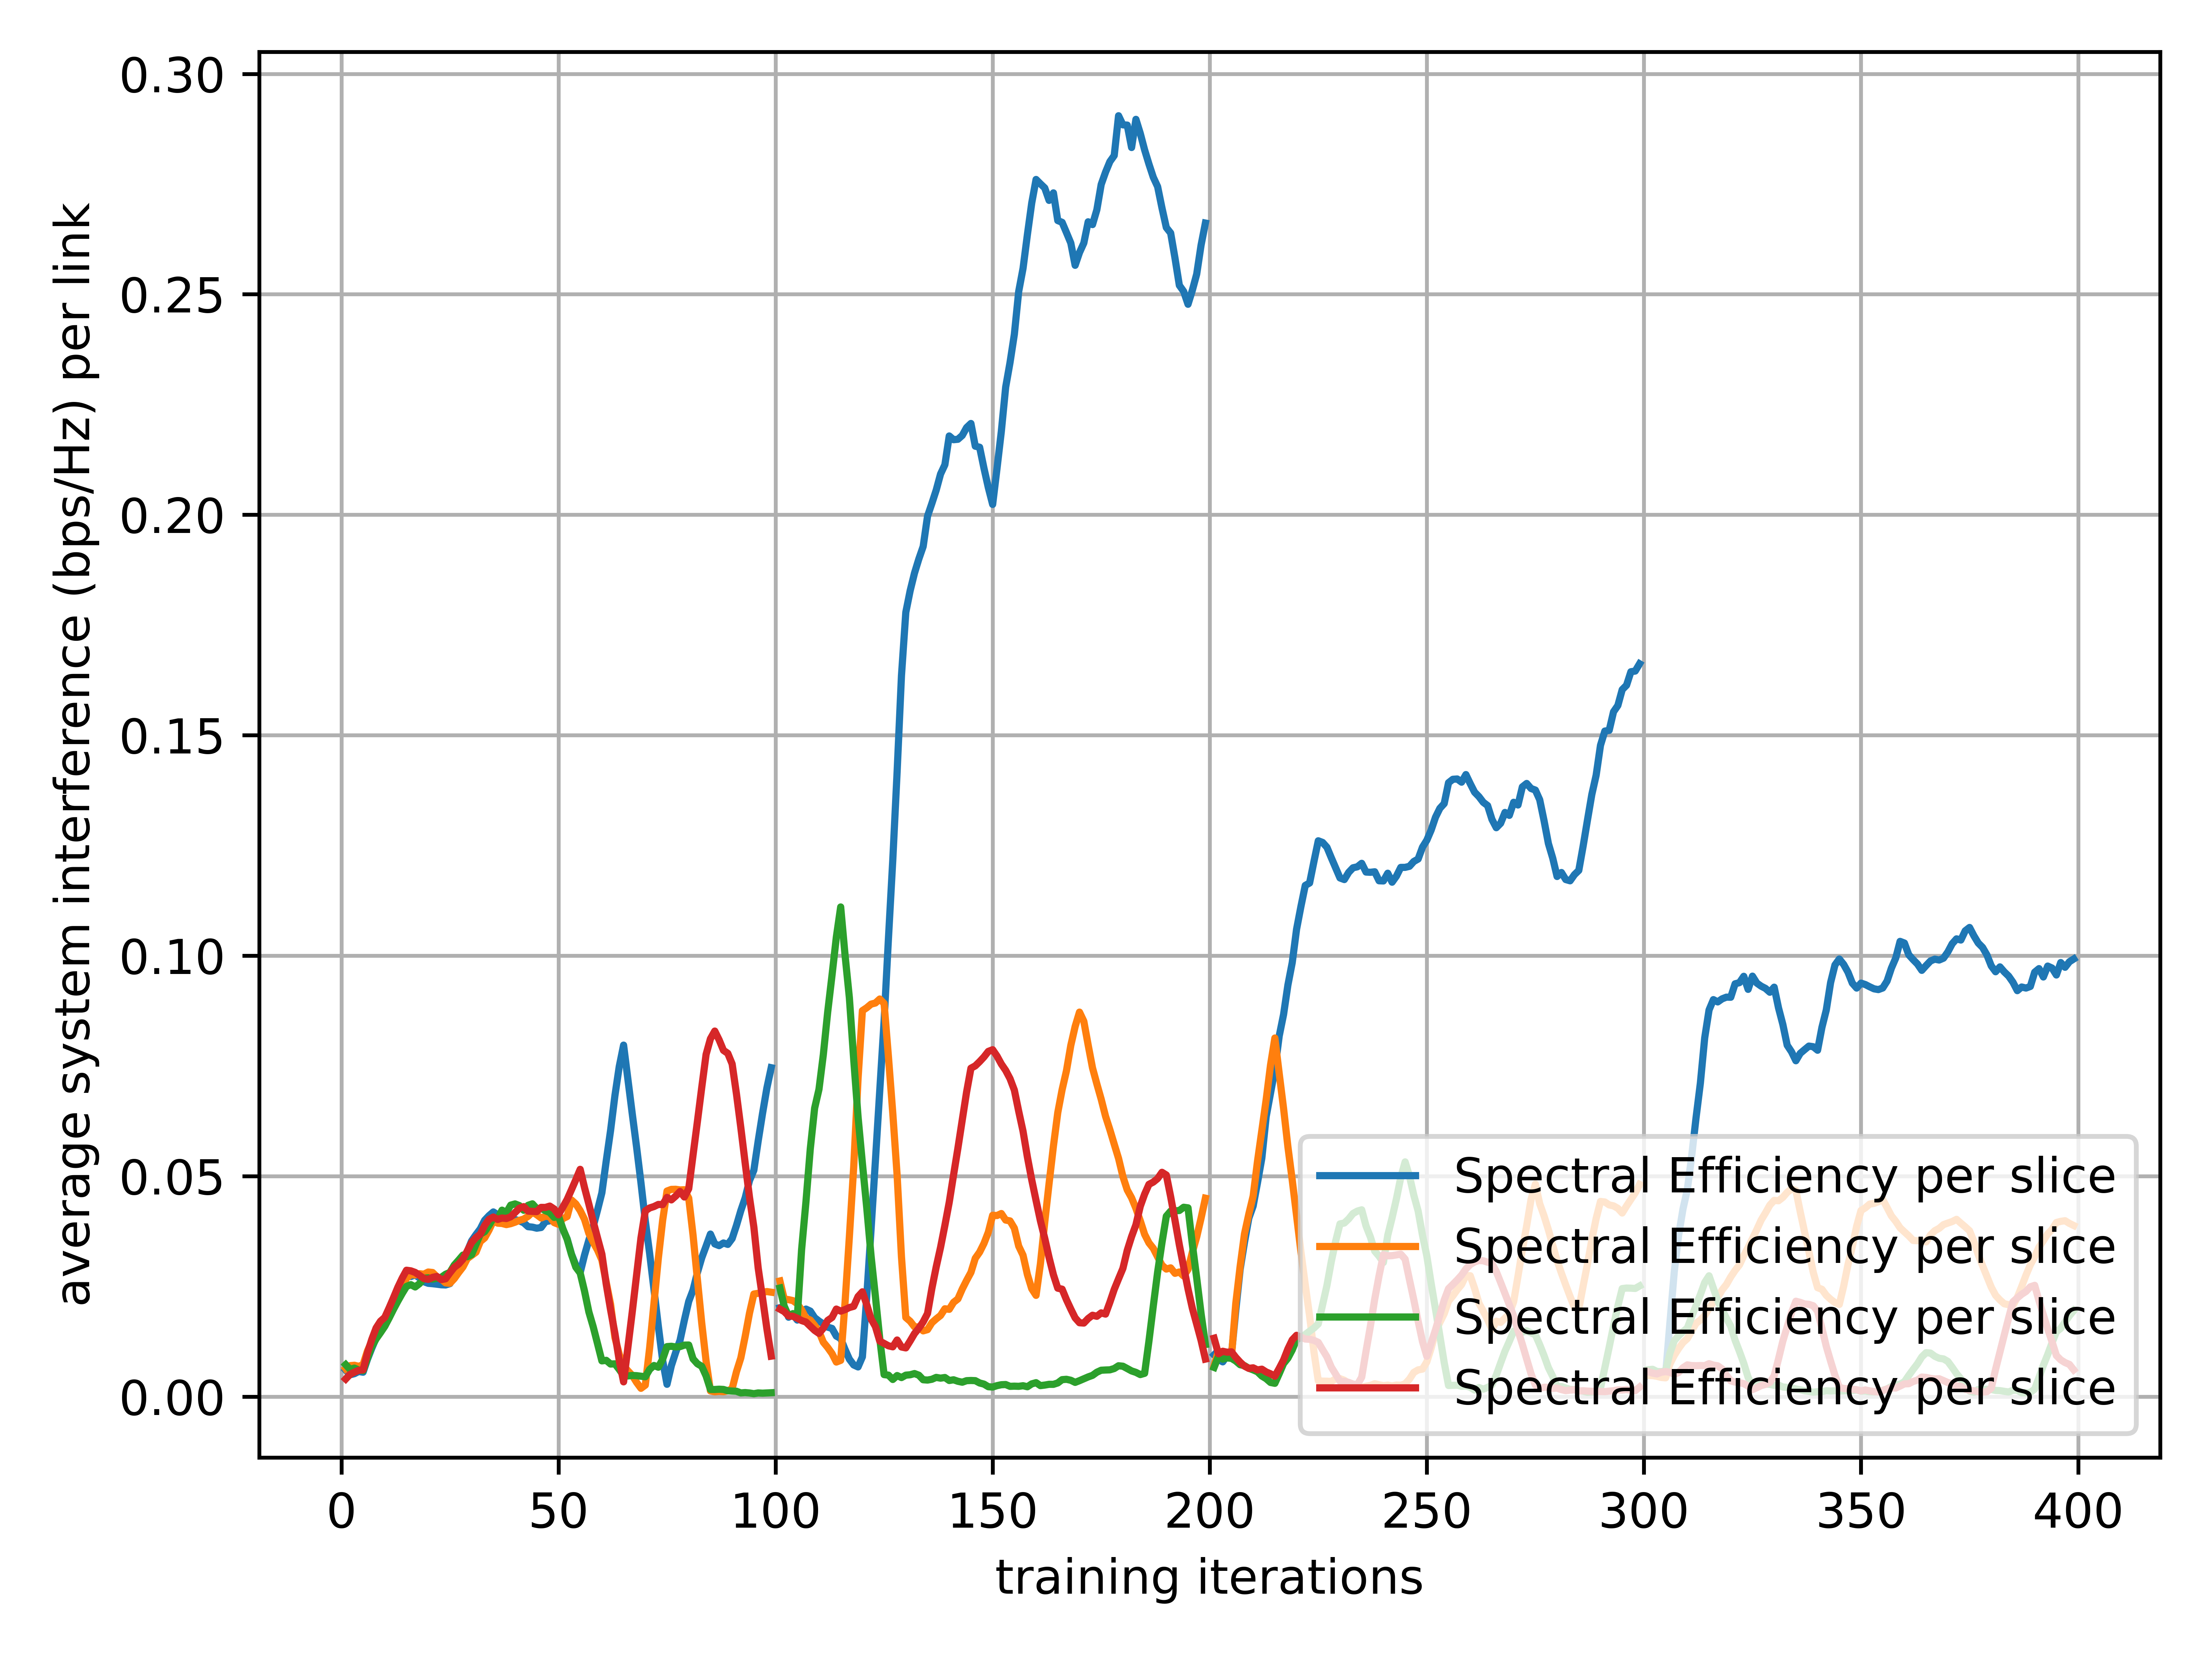 average system interference (bps/Hz) per link
0.30
0.25
0.20
0.15
0.10
0.05
0.00
Spectral Efficiency per slice
Spectral Efficiency per slice
Spectral Efficiency per slice
Spectral Efficiency per slice
0 50 100 150 200 250 300 350 400
training iterations